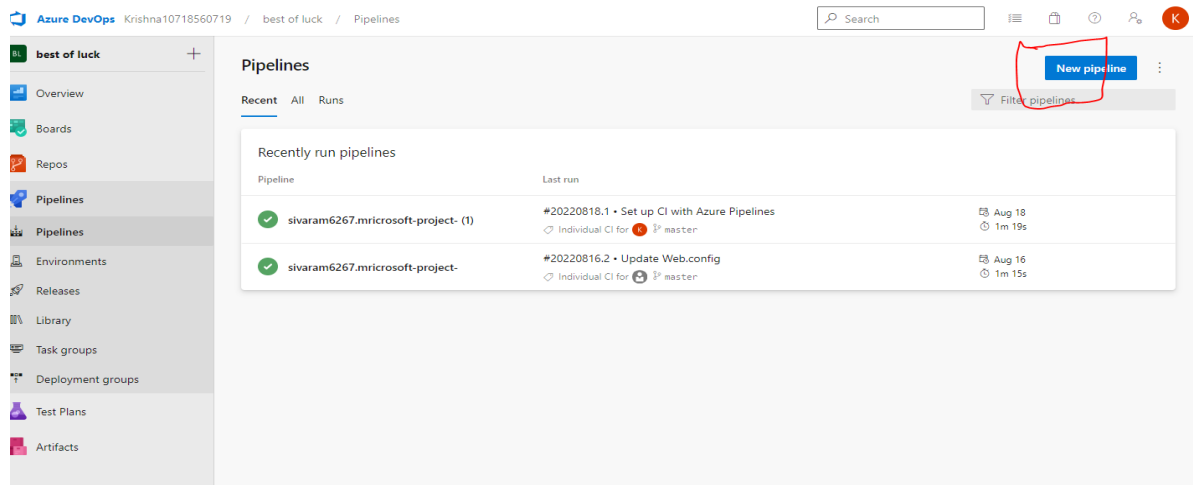 Azure DevOps Krishna10718560719 / best of luck / Pipelines Search K
BL best of luck
Overview
Boards
Repos
Pipelines
Pipelines
Environments
Releases
Library
Task groups
Deployment groups
Test Plans
Artifacts
Pipelines
New pipeline
Recent All Runs
Filter pipelines
Recently run pipelines
Pipeline Last run
sivaram6267.mricrosoft-project- (1)
#20220818.1 • Set up CI with Azure Pipelines
Individual CI for K master
Aug 18
1m 19s
sivaram6267.mricrosoft-project-
#20220816.2 • Update Web.config
Individual CI for master
Aug 16
1m 15s